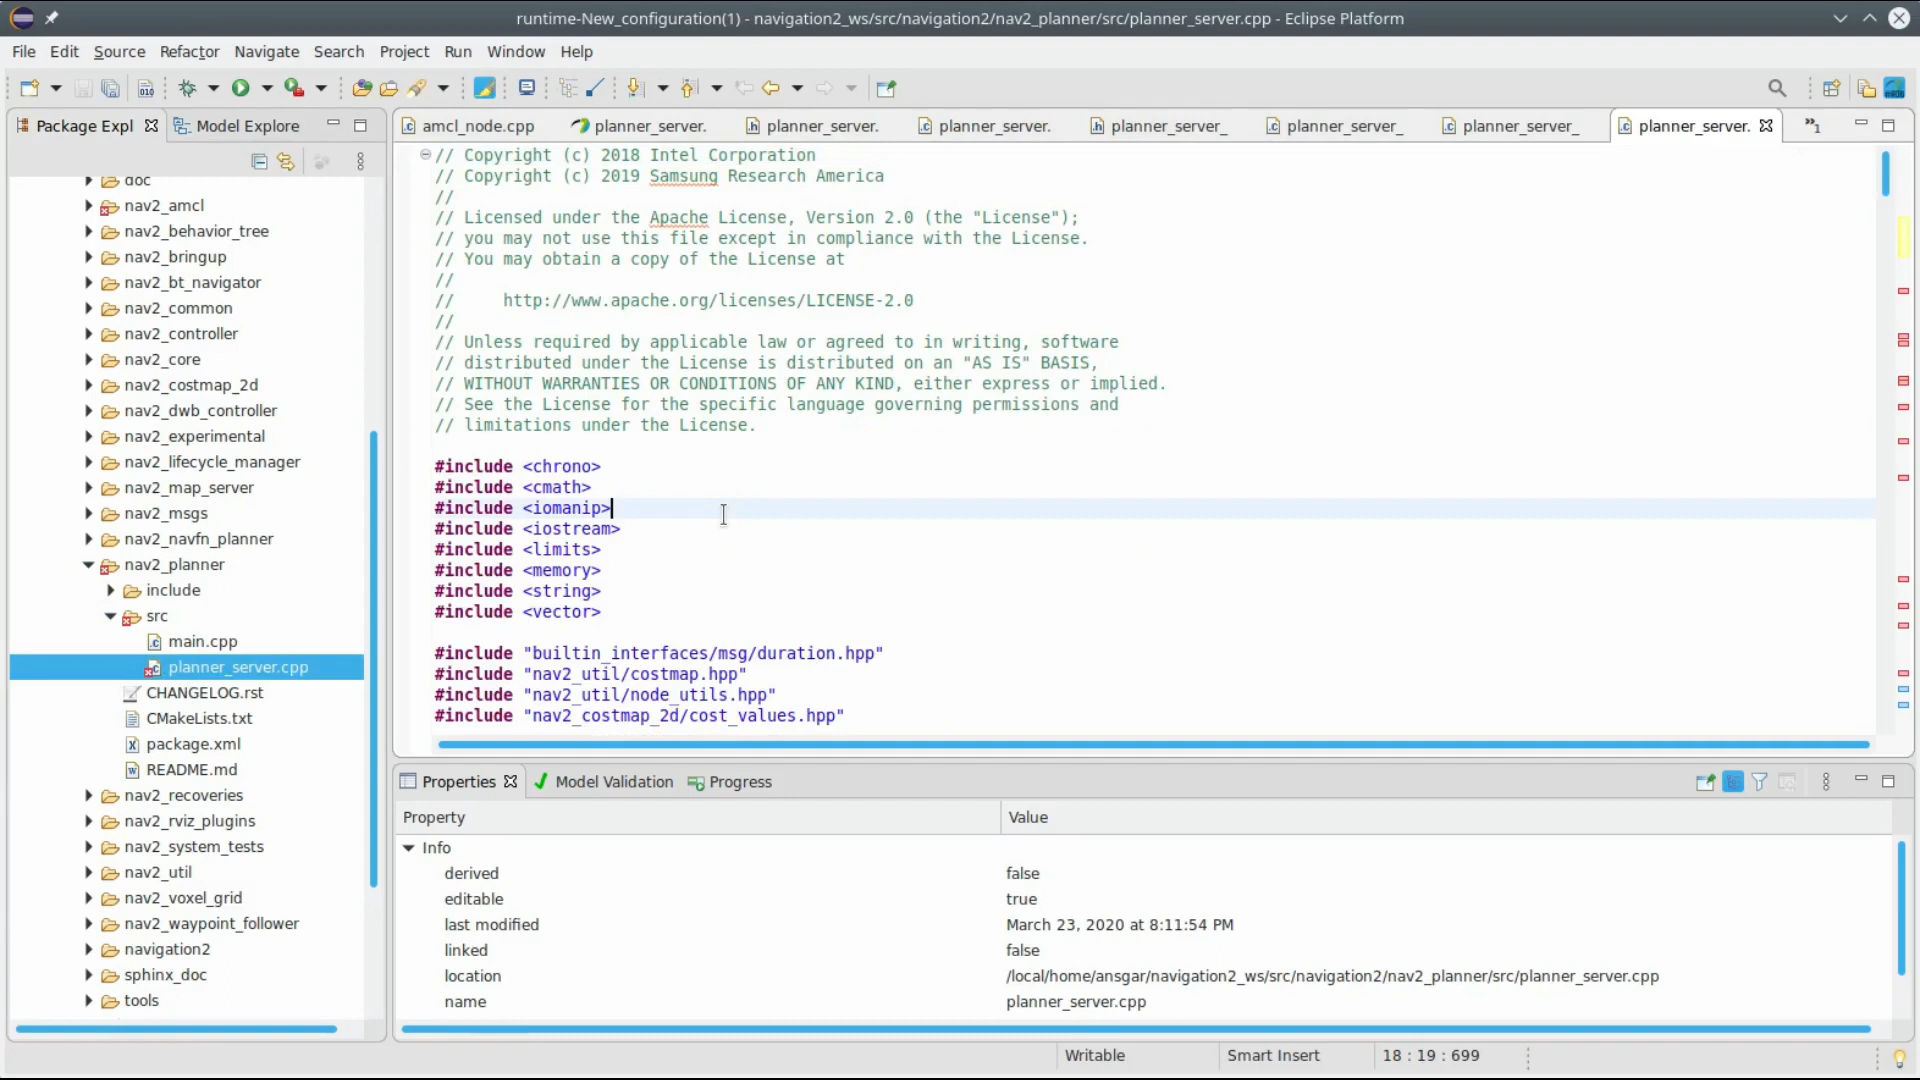 runtime-New_configuration(1) - navigation2_ws/src/navigation2/nav2_planner/src/planner_server.cpp - Eclipse Platform
File Edit Source Refactor Navigate Search Project Run Window Help
010
Package Expl Model Explore
doc
nav2_amcl
nav2_behavior_tree
nav2_bringup
nav2_bt_navigator
nav2_common
nav2_controller
nav2_core
nav2_costmap_2d
nav2_dwb_controller
nav2_experimental
nav2_lifecycle_manager
nav2_map_server
nav2_msgs
nav2_navfn_planner
nav2_planner
include
src
main.cpp
planner_server.cpp
CHANGELOG.rst
CMakeLists.txt
package.xml
README.md
nav2_recoveries
nav2_rviz_plugins
nav2_system_tests
nav2_util
nav2_voxel_grid
nav2_waypoint_follower
navigation2
sphinx_doc
tools
amcl_node.cpp planner_server. planner_server. planner_server. planner_server_ planner_server_ planner_server_ planner_server. »1
// Copyright (c) 2018 Intel Corporation
// Copyright (c) 2019 Samsung Research America
//
// Licensed under the Apache License, Version 2.0 (the "License");
// you may not use this file except in compliance with the License.
// You may obtain a copy of the License at
//
//     http://www.apache.org/licenses/LICENSE-2.0
//
// Unless required by applicable law or agreed to in writing, software
// distributed under the License is distributed on an "AS IS" BASIS,
// WITHOUT WARRANTIES OR CONDITIONS OF ANY KIND, either express or implied.
// See the License for the specific language governing permissions and
// limitations under the License.
#include <chrono>
#include <cmath>
#include <iomanip>
#include <iostream>
#include <limits>
#include <memory>
#include <string>
#include <vector>
#include "builtin_interfaces/msg/duration.hpp"
#include "nav2_util/costmap.hpp"
#include "nav2_util/node_utils.hpp"
#include "nav2_costmap_2d/cost_values.hpp"
Properties Model Validation Progress
Property Value
Info
derived false
editable true
last modified March 23, 2020 at 8:11:54 PM
linked false
location /local/home/ansgar/navigation2_ws/src/navigation2/nav2_planner/src/planner_server.cpp
name planner_server.cpp
Writable Smart Insert 18 : 19 : 699